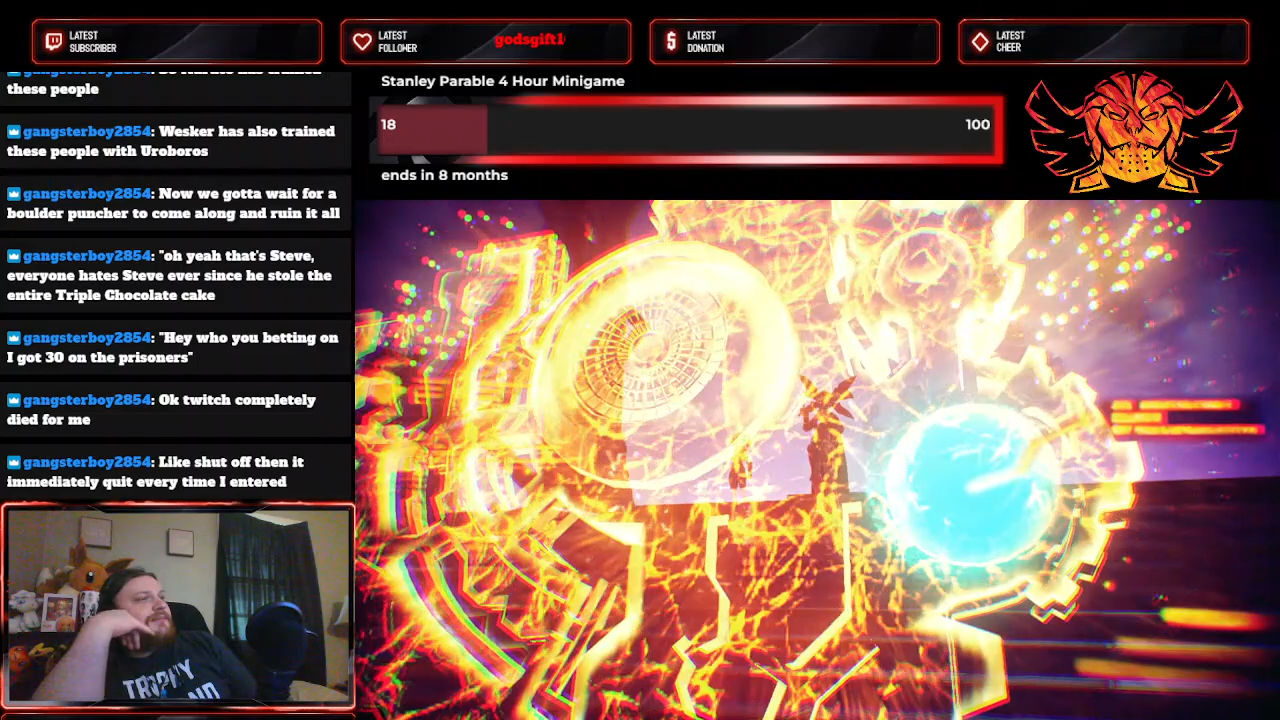 LATEST
SUBSCRIBER
LATEST
FOLLOWER
godsgift1
LATEST
DONATION
LATEST
CHEER
Stanley Parable 4 Hour Minigame
18
100
ends in 8 months
these people
gangsterboy2854: Wesker has also trained
these people with Uroboros
gangsterboy2854: Now we gotta wait for a
boulder puncher to come along and ruin it all
gangsterboy2854: "oh yeah that's Steve,
everyone hates Steve ever since he stole the
entire Triple Chocolate cake
gangsterboy2854: "Hey who you betting on
I got 30 on the prisoners"
gangsterboy2854: Ok twitch completely
died for me
gangsterboy2854: Like shut off then it
immediately quit every time I entered